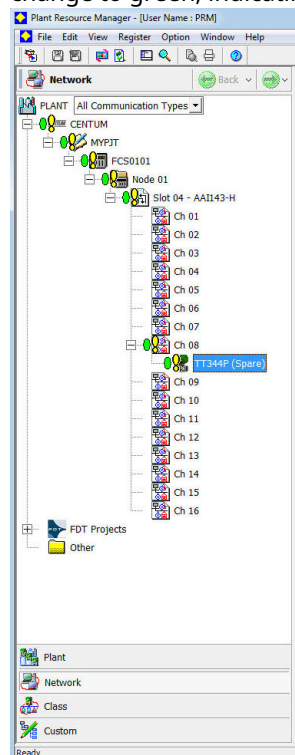 change to green, indicati
Plant Resource Manager - [User Name : PRM]
File Edit View Register Option Window Help
Network Back
PLANT All Communication Types
CENTUM
MYPJT
FCS0101
Node 01
Slot 04 - AAI143-H
Ch 01
Ch 02
Ch 03
Ch 04
Ch 05
Ch 06
Ch 07
Ch 08
TT344P (Spare)
Ch 09
Ch 10
Ch 11
Ch 12
Ch 13
Ch 14
Ch 15
Ch 16
FDT Projects
Other
Plant
Network
Class
Custom
Ready